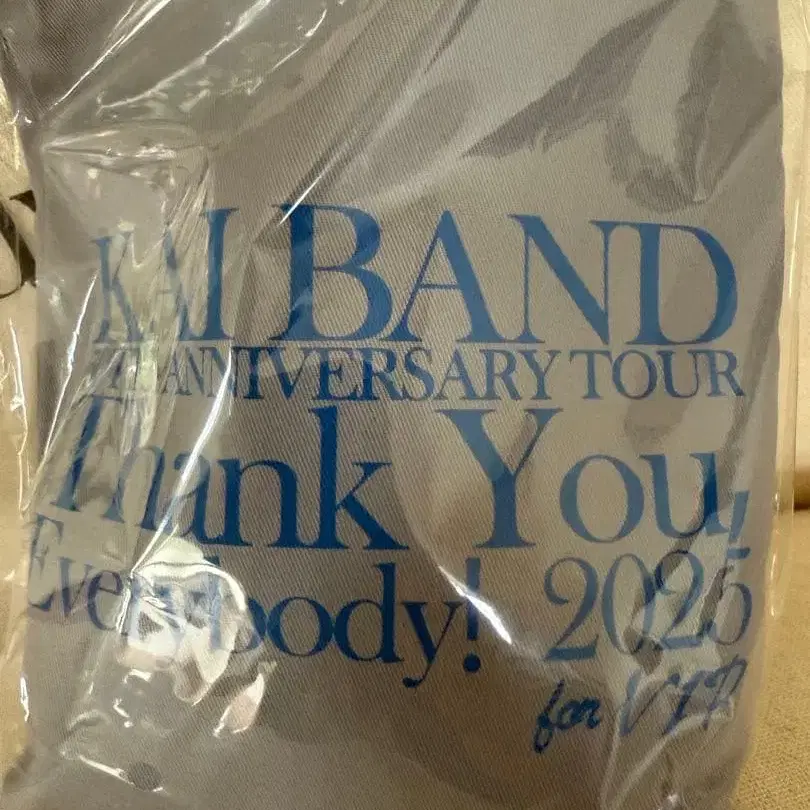 KAI BAND
ANNIVERSARY TOUR
Thank You,
Everybody! 2025
for VIP